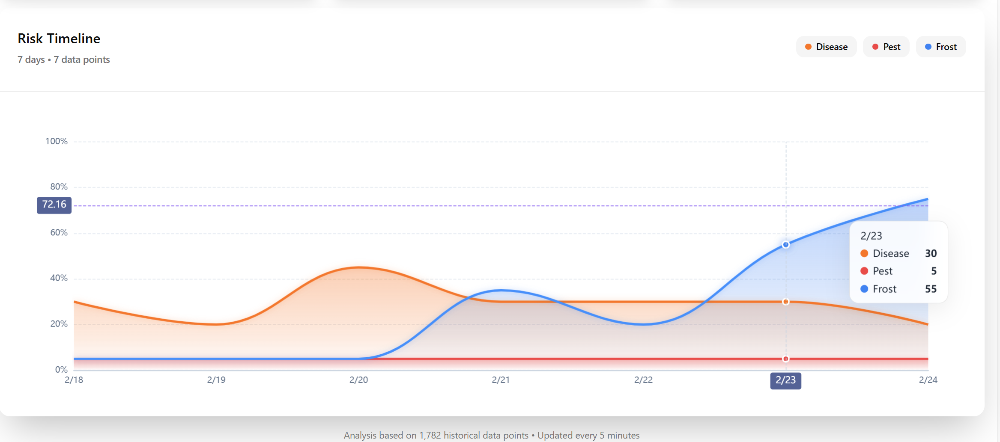 Risk Timeline
7 days • 7 data points
Disease
Pest
Frost
100%
80%
72.16
60%
40%
20%
0%
2/23
Disease 30
Pest 5
Frost 55
2/18 2/19 2/20 2/21 2/22 2/23 2/24
Analysis based on 1,782 historical data points • Updated every 5 minutes